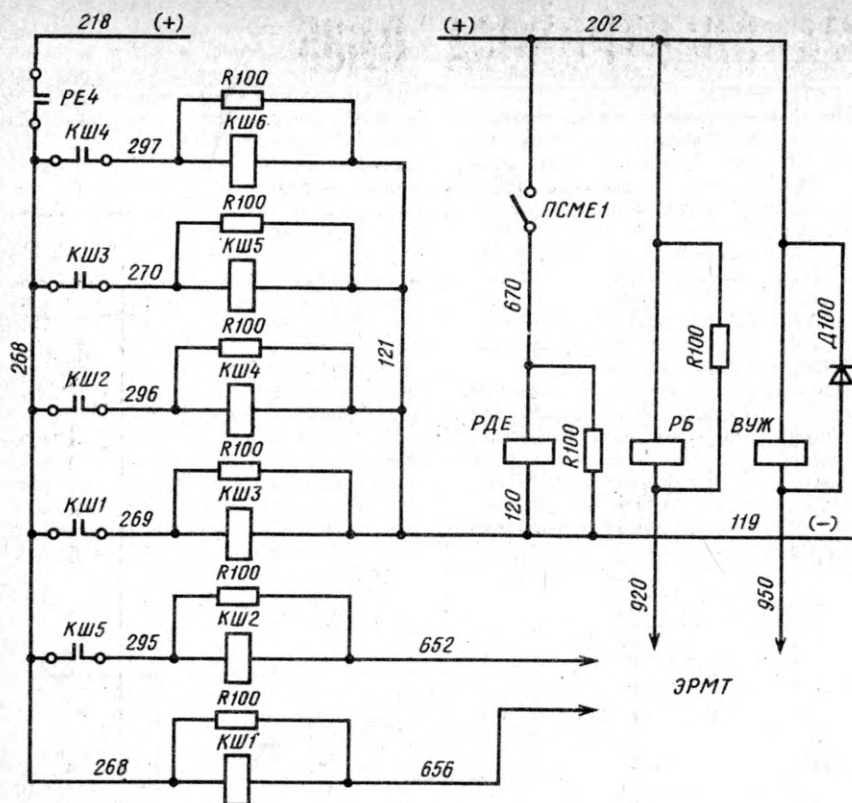 218 (+)
(+) 202
R100
РЕ4
КШ4
297
КШ6
R100
ПСМЕ1
КШ3
270
КШ5
670
R100
Д100
268
121
R100
КШ2
296
КШ4
РДЕ
R100
РБ
ВУЖ
R100
КШ1
269
КШ3
120
119 (-)
R100
920
950
КШ5
295
КШ2
652
ЭРМТ
R100
268
КШ1
656